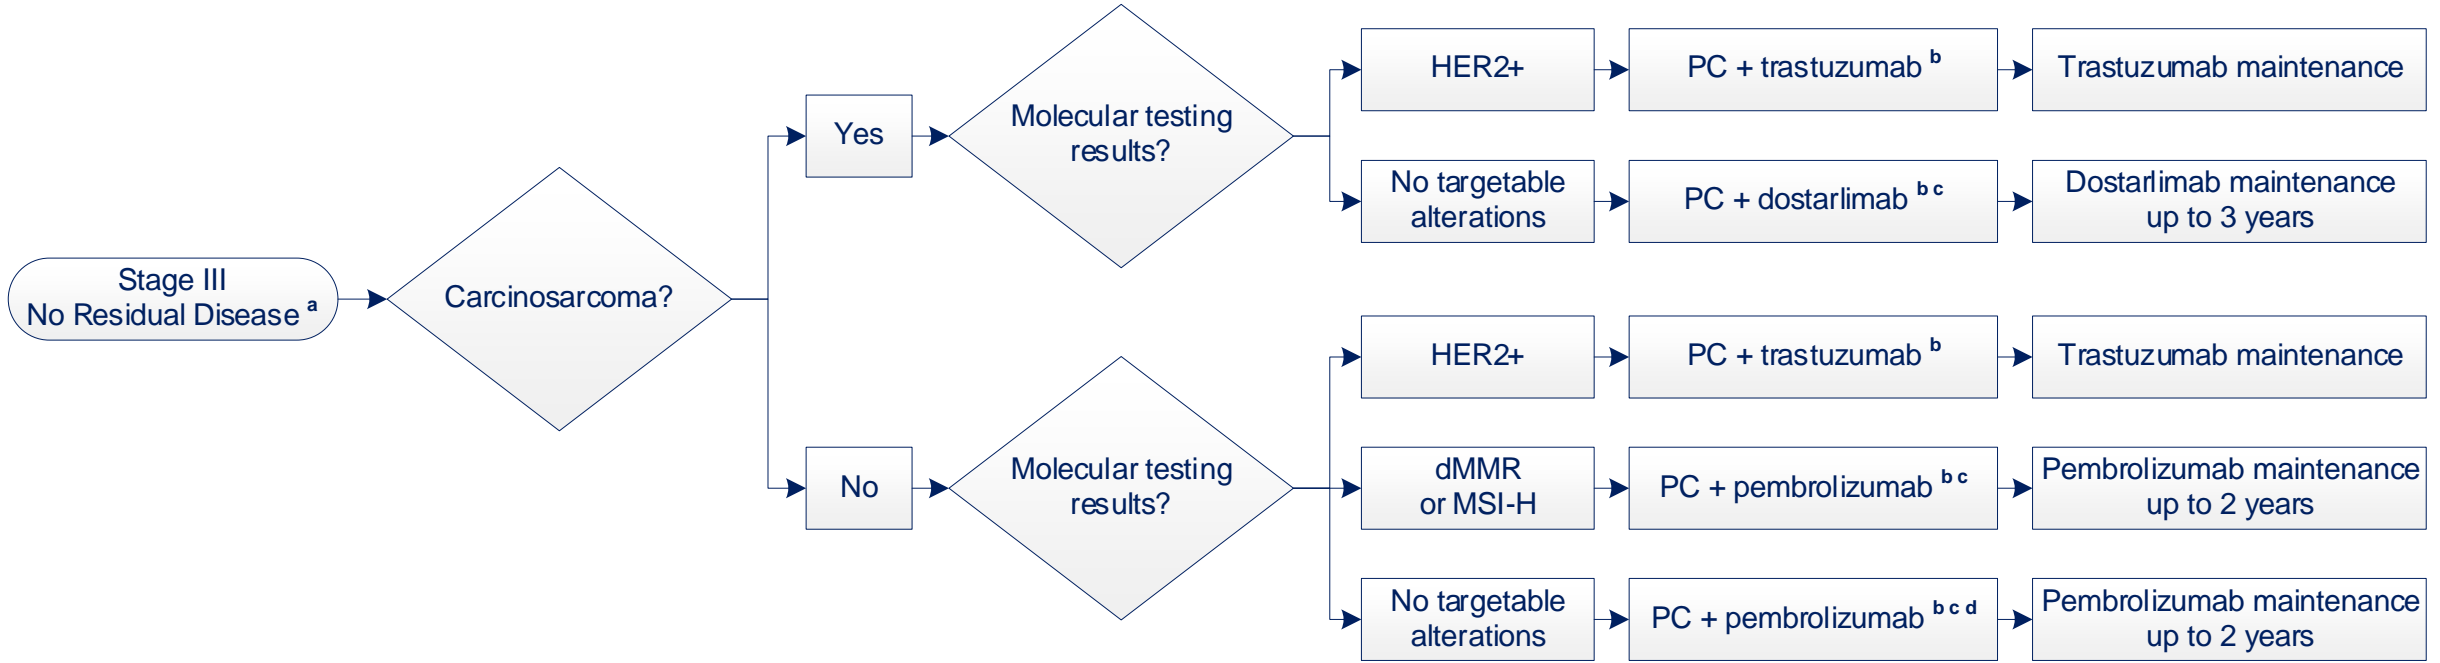 Stage III
No Residual Disease a
Carcinosarcoma?
Yes
Molecular testing
results?
HER2+
PC + trastuzumab b
Trastuzumab maintenance
No targetable
alterations
PC + dostarlimab b c
Dostarlimab maintenance
up to 3 years
No
Molecular testing
results?
HER2+
PC + trastuzumab b
Trastuzumab maintenance
dMMR
or MSI-H
PC + pembrolizumab b c
Pembrolizumab maintenance
up to 2 years
No targetable
alterations
PC + pembrolizumab b c d
Pembrolizumab maintenance
up to 2 years